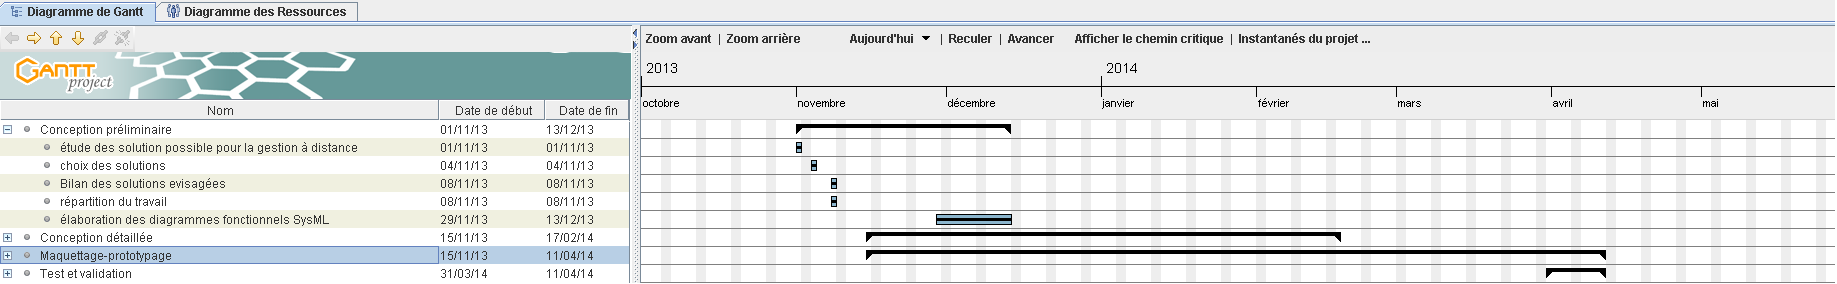 Diagramme de Gantt
Diagramme des Ressources
Zoom avant | Zoom arrière Aujourd'hui | Reculer | Avancer Afficher le chemin critique | Instantanés du projet ...
GANTT
project
2013 2014
octobre novembre décembre janvier février mars avril mai
Nom Date de début Date de fin
Conception préliminaire 01/11/13 13/12/13
étude des solution possible pour la gestion à distance 01/11/13 01/11/13
choix des solutions 04/11/13 04/11/13
Bilan des solutions evisagées 08/11/13 08/11/13
répartition du travail 08/11/13 08/11/13
élaboration des diagrammes fonctionnels SysML 29/11/13 13/12/13
Conception détaillée 15/11/13 17/02/14
Maquettage-prototypage 15/11/13 11/04/14
Test et validation 31/03/14 11/04/14